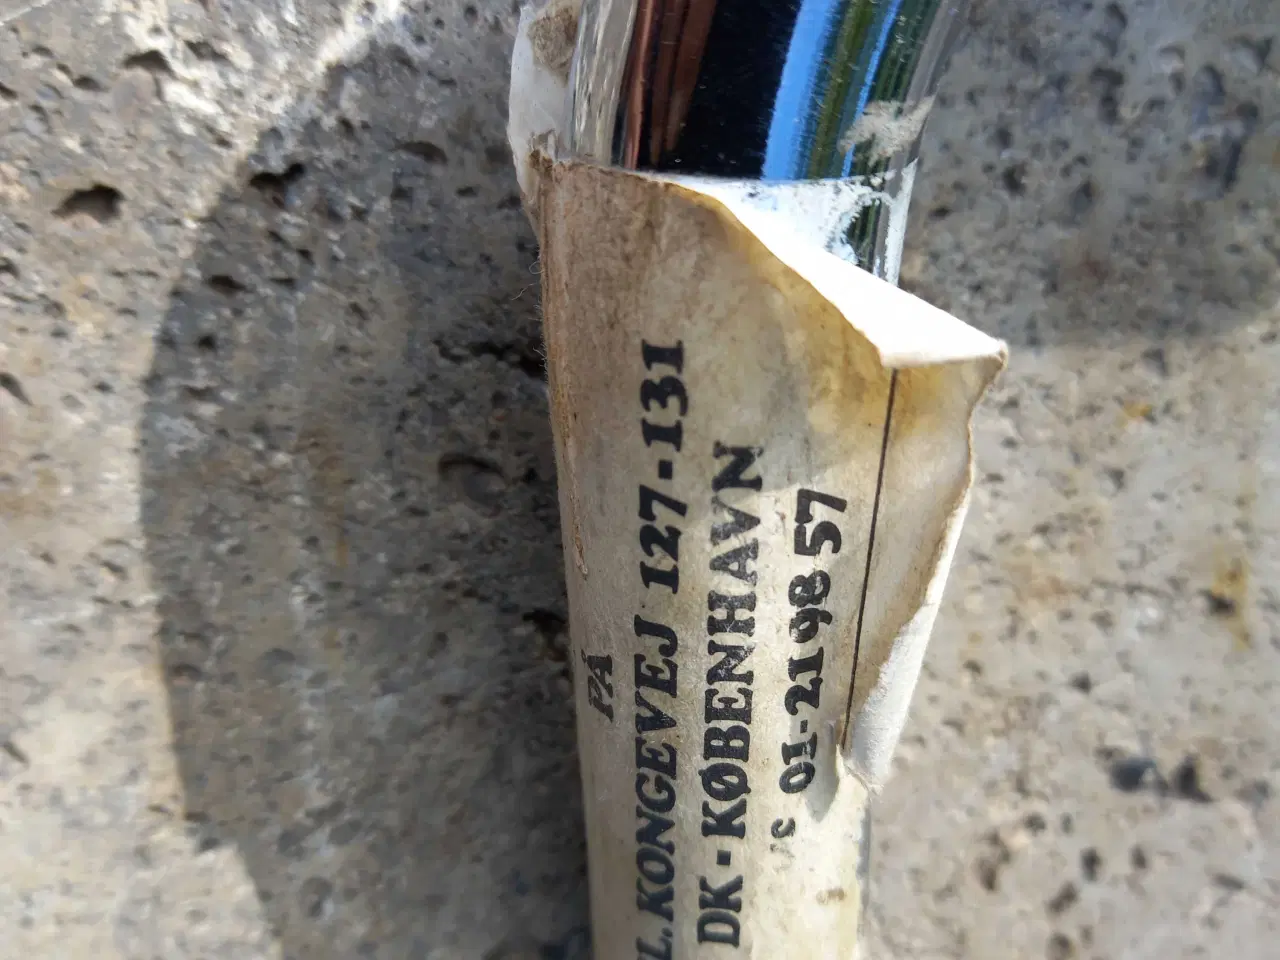 PÅ
L. KONGEVEJ 127-131
DK-KØBENHAVN
01-21 98 57